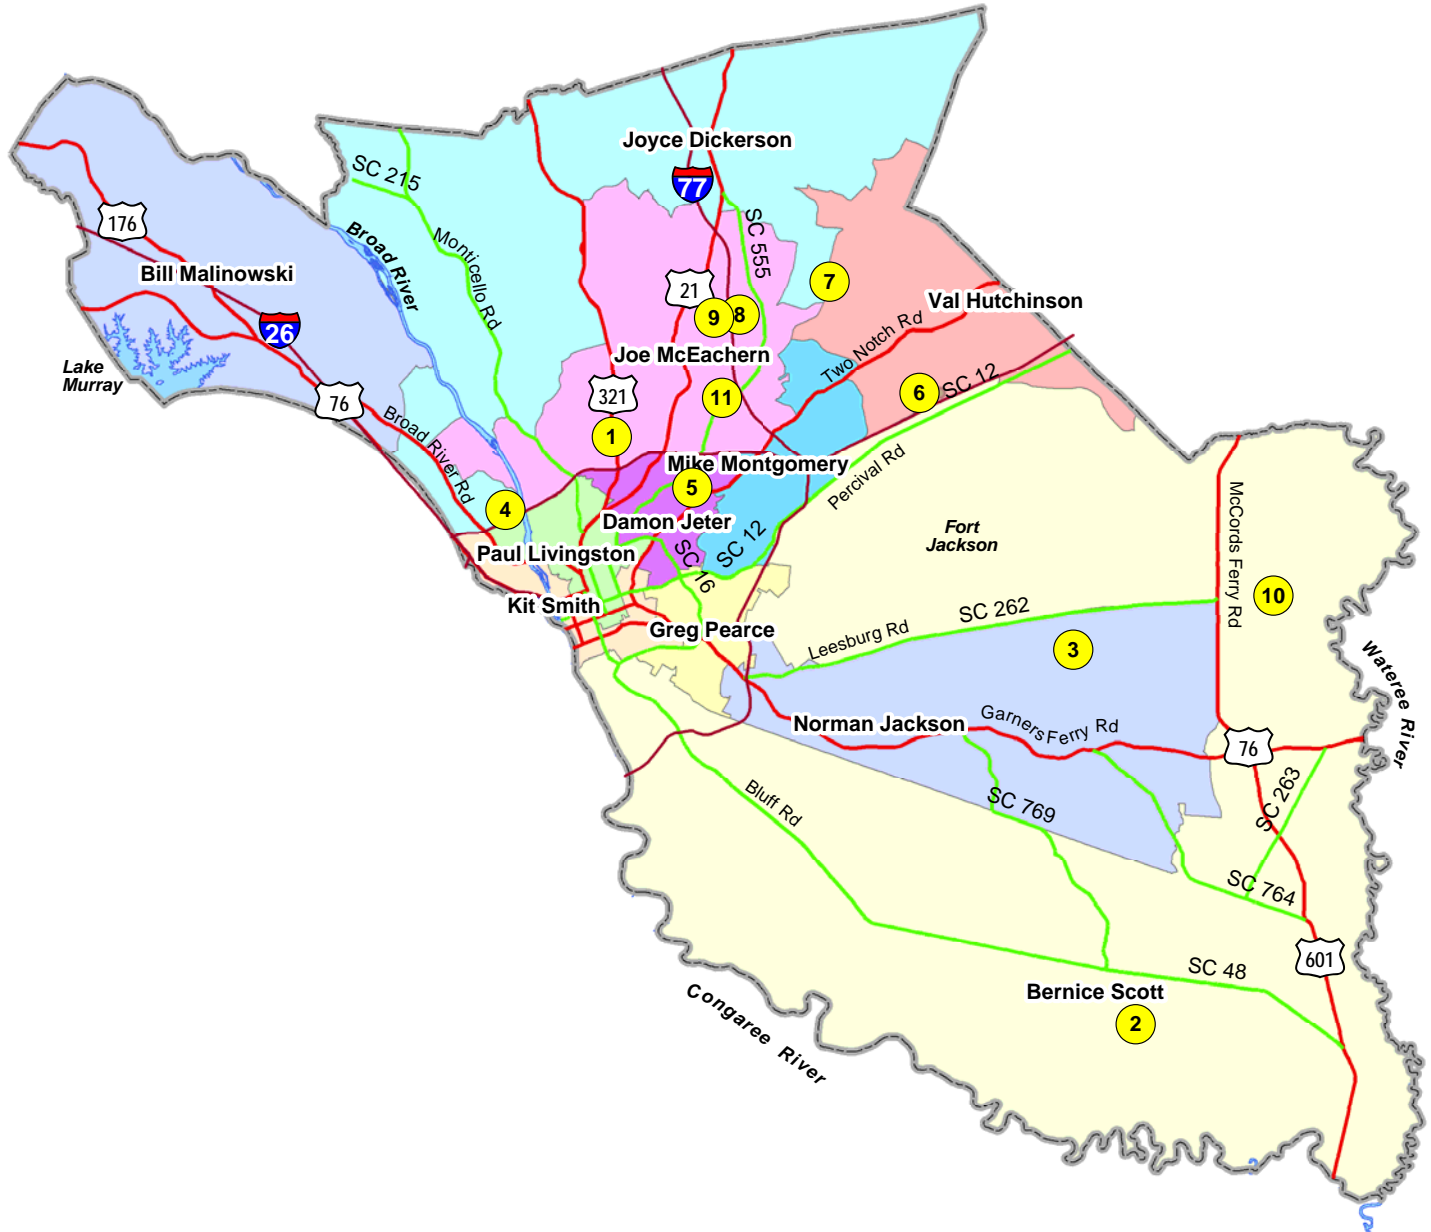 Joyce Dickerson
77
SC 215
SC 555
176
Broad River
Monticello Rd
Bill Malinowski
21
7
Val Hutchinson
9
8
26
Two Notch Rd
Joe McEachern
Lake
Murray
76
321
11
6
SC 12
Broad River Rd
1
Mike Montgomery
Percival Rd
5
4
Damon Jeter
SC 12
Fort
Jackson
McCords Ferry Rd
Paul Livingston
SC 16
10
Kit Smith
SC 262
Greg Pearce
Leesburg Rd
3
Wateree River
Norman Jackson
Garners Ferry Rd
76
SC 263
Bluff Rd
SC 769
SC 764
601
SC 48
Bernice Scott
2
Congaree River